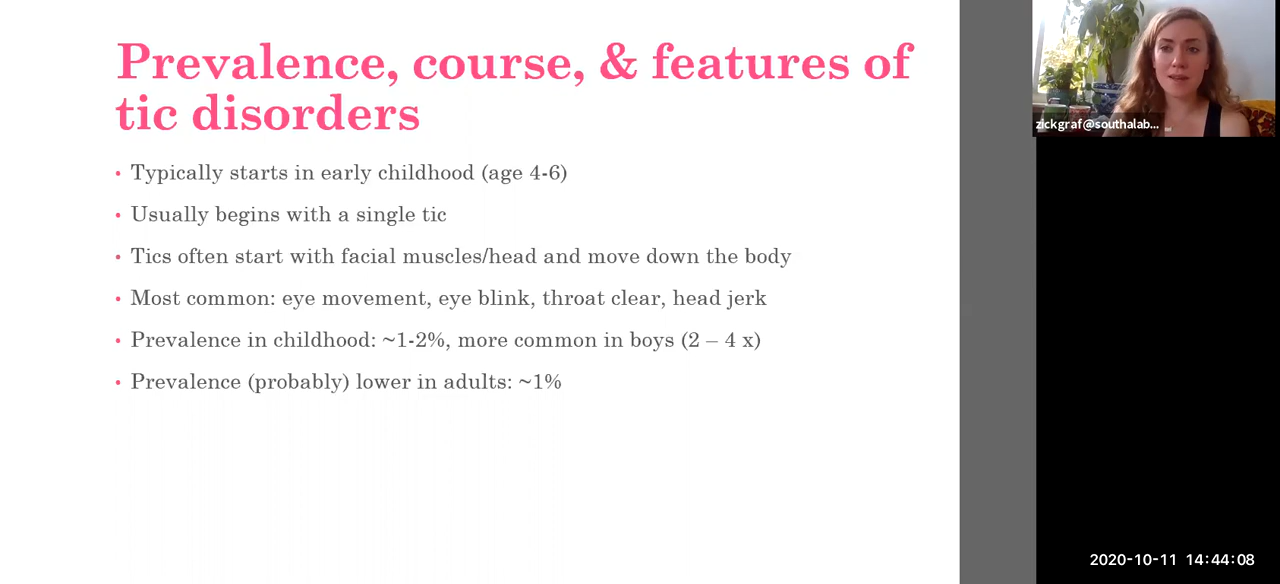 Prevalence, course, & features of
tic disorders
• Typically starts in early childhood (age 4-6)
• Usually begins with a single tic
• Tics often start with facial muscles/head and move down the body
• Most common: eye movement, eye blink, throat clear, head jerk
• Prevalence in childhood: ~1-2%, more common in boys (2 – 4 x)
• Prevalence (probably) lower in adults: ~1%
zickgraf@southalab...
2020-10-11 14:44:08